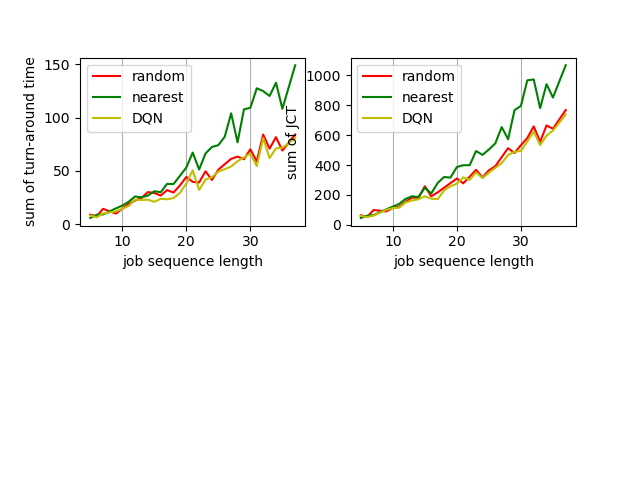 sum of turn-around time
150
100
50
0
random
nearest
DQN
10
20
30
job sequence length
sum of JCT
1000
800
600
400
200
0
random
nearest
DQN
10
20
30
job sequence length